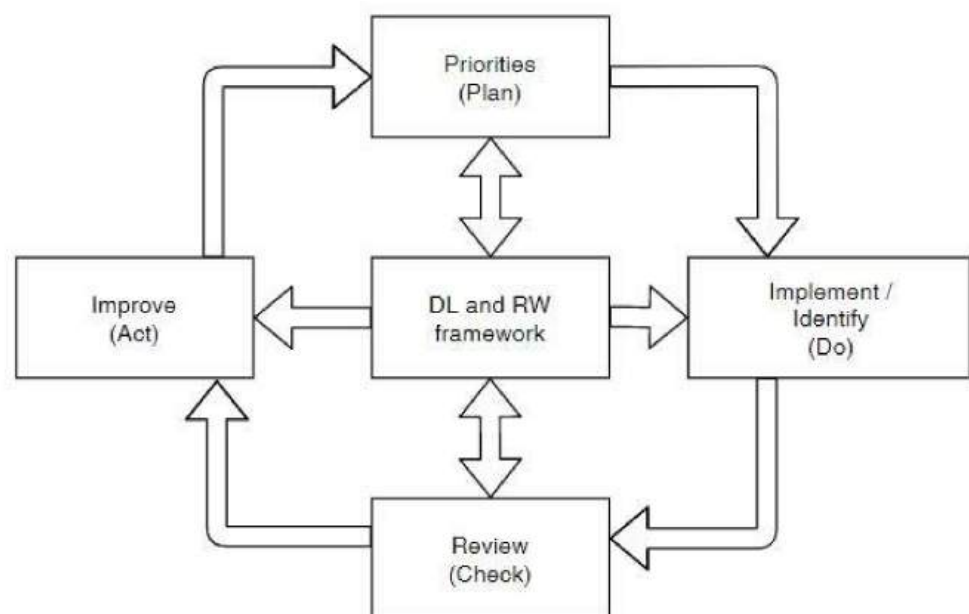 Priorities
(Plan)
Improve
(Act)
DL and RW
framework
Implement /
Identify
(Do)
Review
(Check)